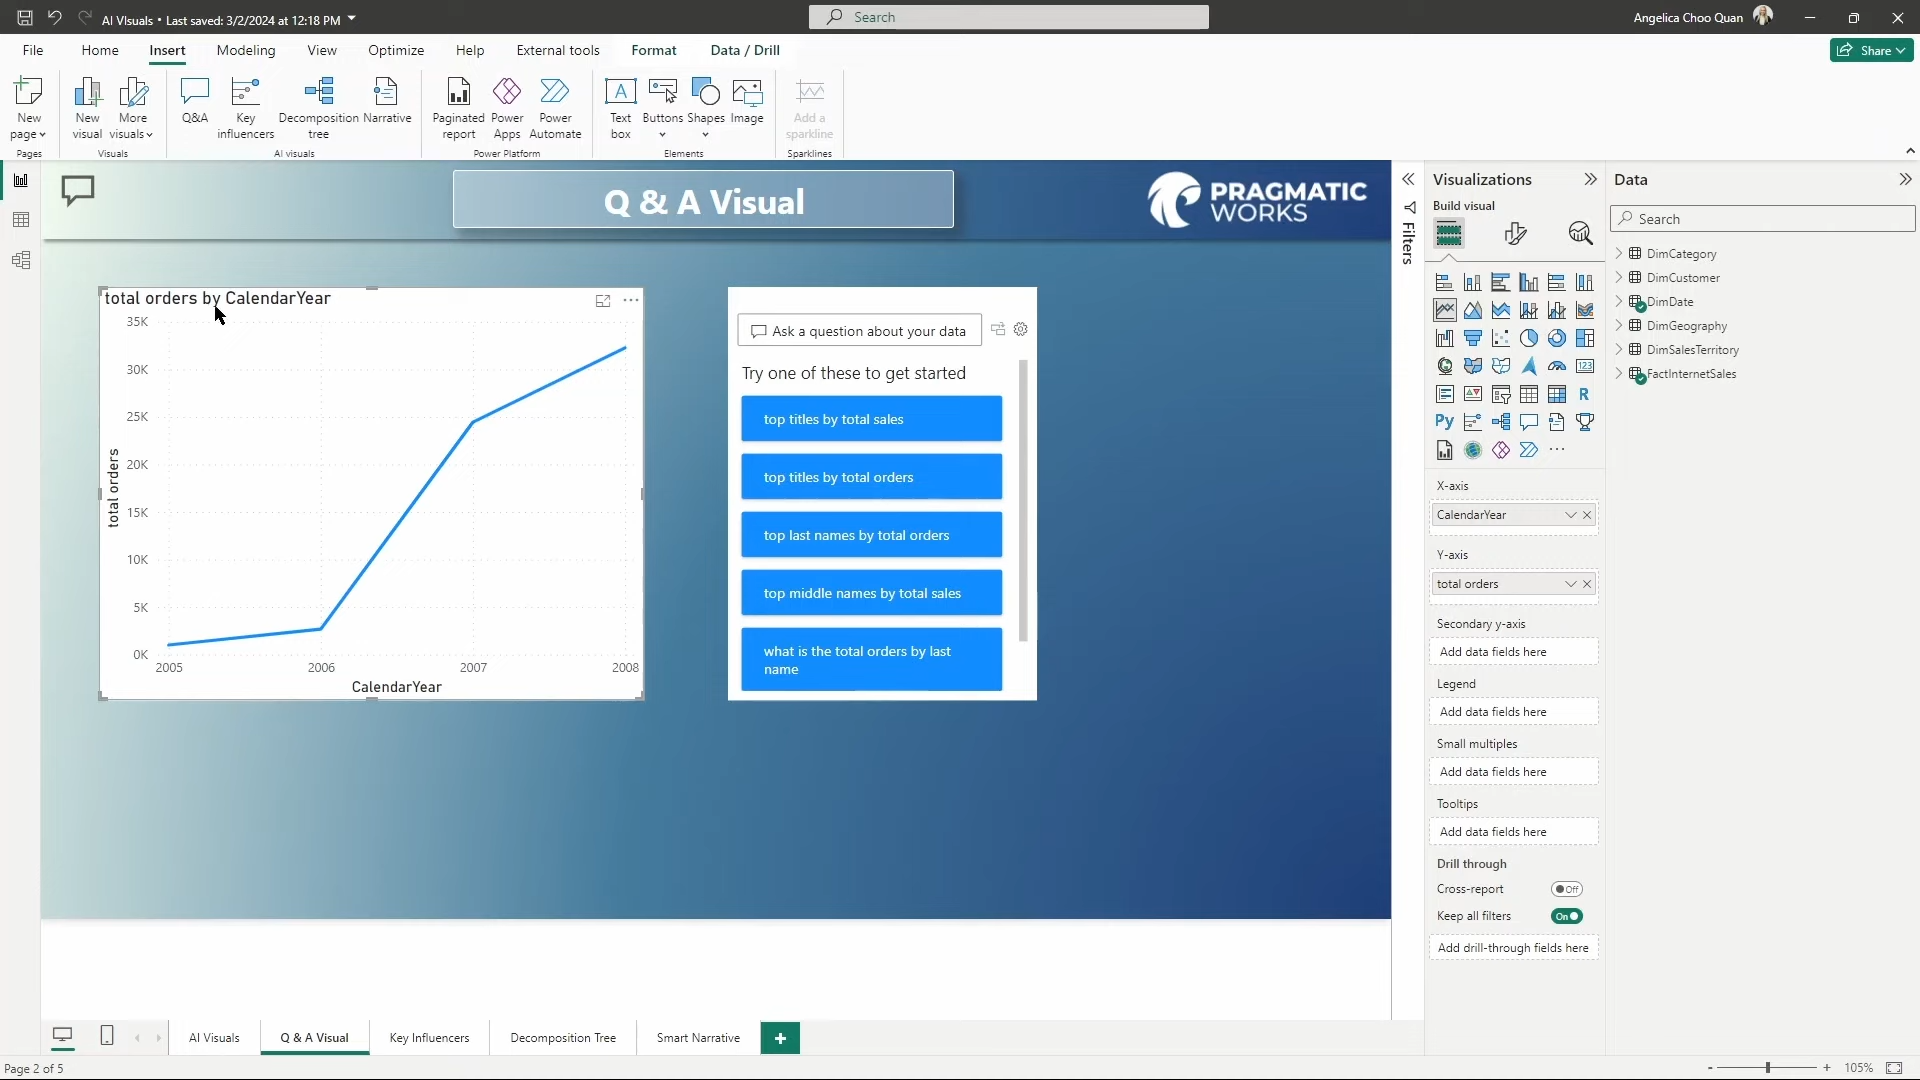 AI VIsuals • Last saved: 3/2/2024 at 12:18 PM
Search
Angelica Choo Quan
File
Home
Insert
Modeling
View
Optimize
Help
External tools
Format
Data / Drill
Share
New page
New visual
More visuals
Q&A
Key influencers
Decomposition tree
Narrative
Paginated report
Power Apps
Power Automate
Text box
Buttons
Shapes
Image
Add a sparkline
Pages
Visuals
AI visuals
Power Platform
Elements
Sparklines
Q & A Visual
PRAGMATIC
WORKS
total orders by CalendarYear
35K
30K
25K
20K
15K
10K
5K
0K
total orders
2005
2006
2007
2008
CalendarYear
Ask a question about your data
Try one of these to get started
top titles by total sales
top titles by total orders
top last names by total orders
top middle names by total sales
what is the total orders by last
name
Filters
Visualizations
Build visual
123
R
Py
X-axis
CalendarYear
Y-axis
total orders
Secondary y-axis
Add data fields here
Legend
Add data fields here
Small multiples
Add data fields here
Tooltips
Add data fields here
Drill through
Cross-report
Off
Keep all filters
On
Add drill-through fields here
Data
Search
DimCategory
DimCustomer
DimDate
DimGeography
DimSalesTerritory
FactInternetSales
AI Visuals
Q & A Visual
Key Influencers
Decomposition Tree
Smart Narrative
Page 2 of 5
105%